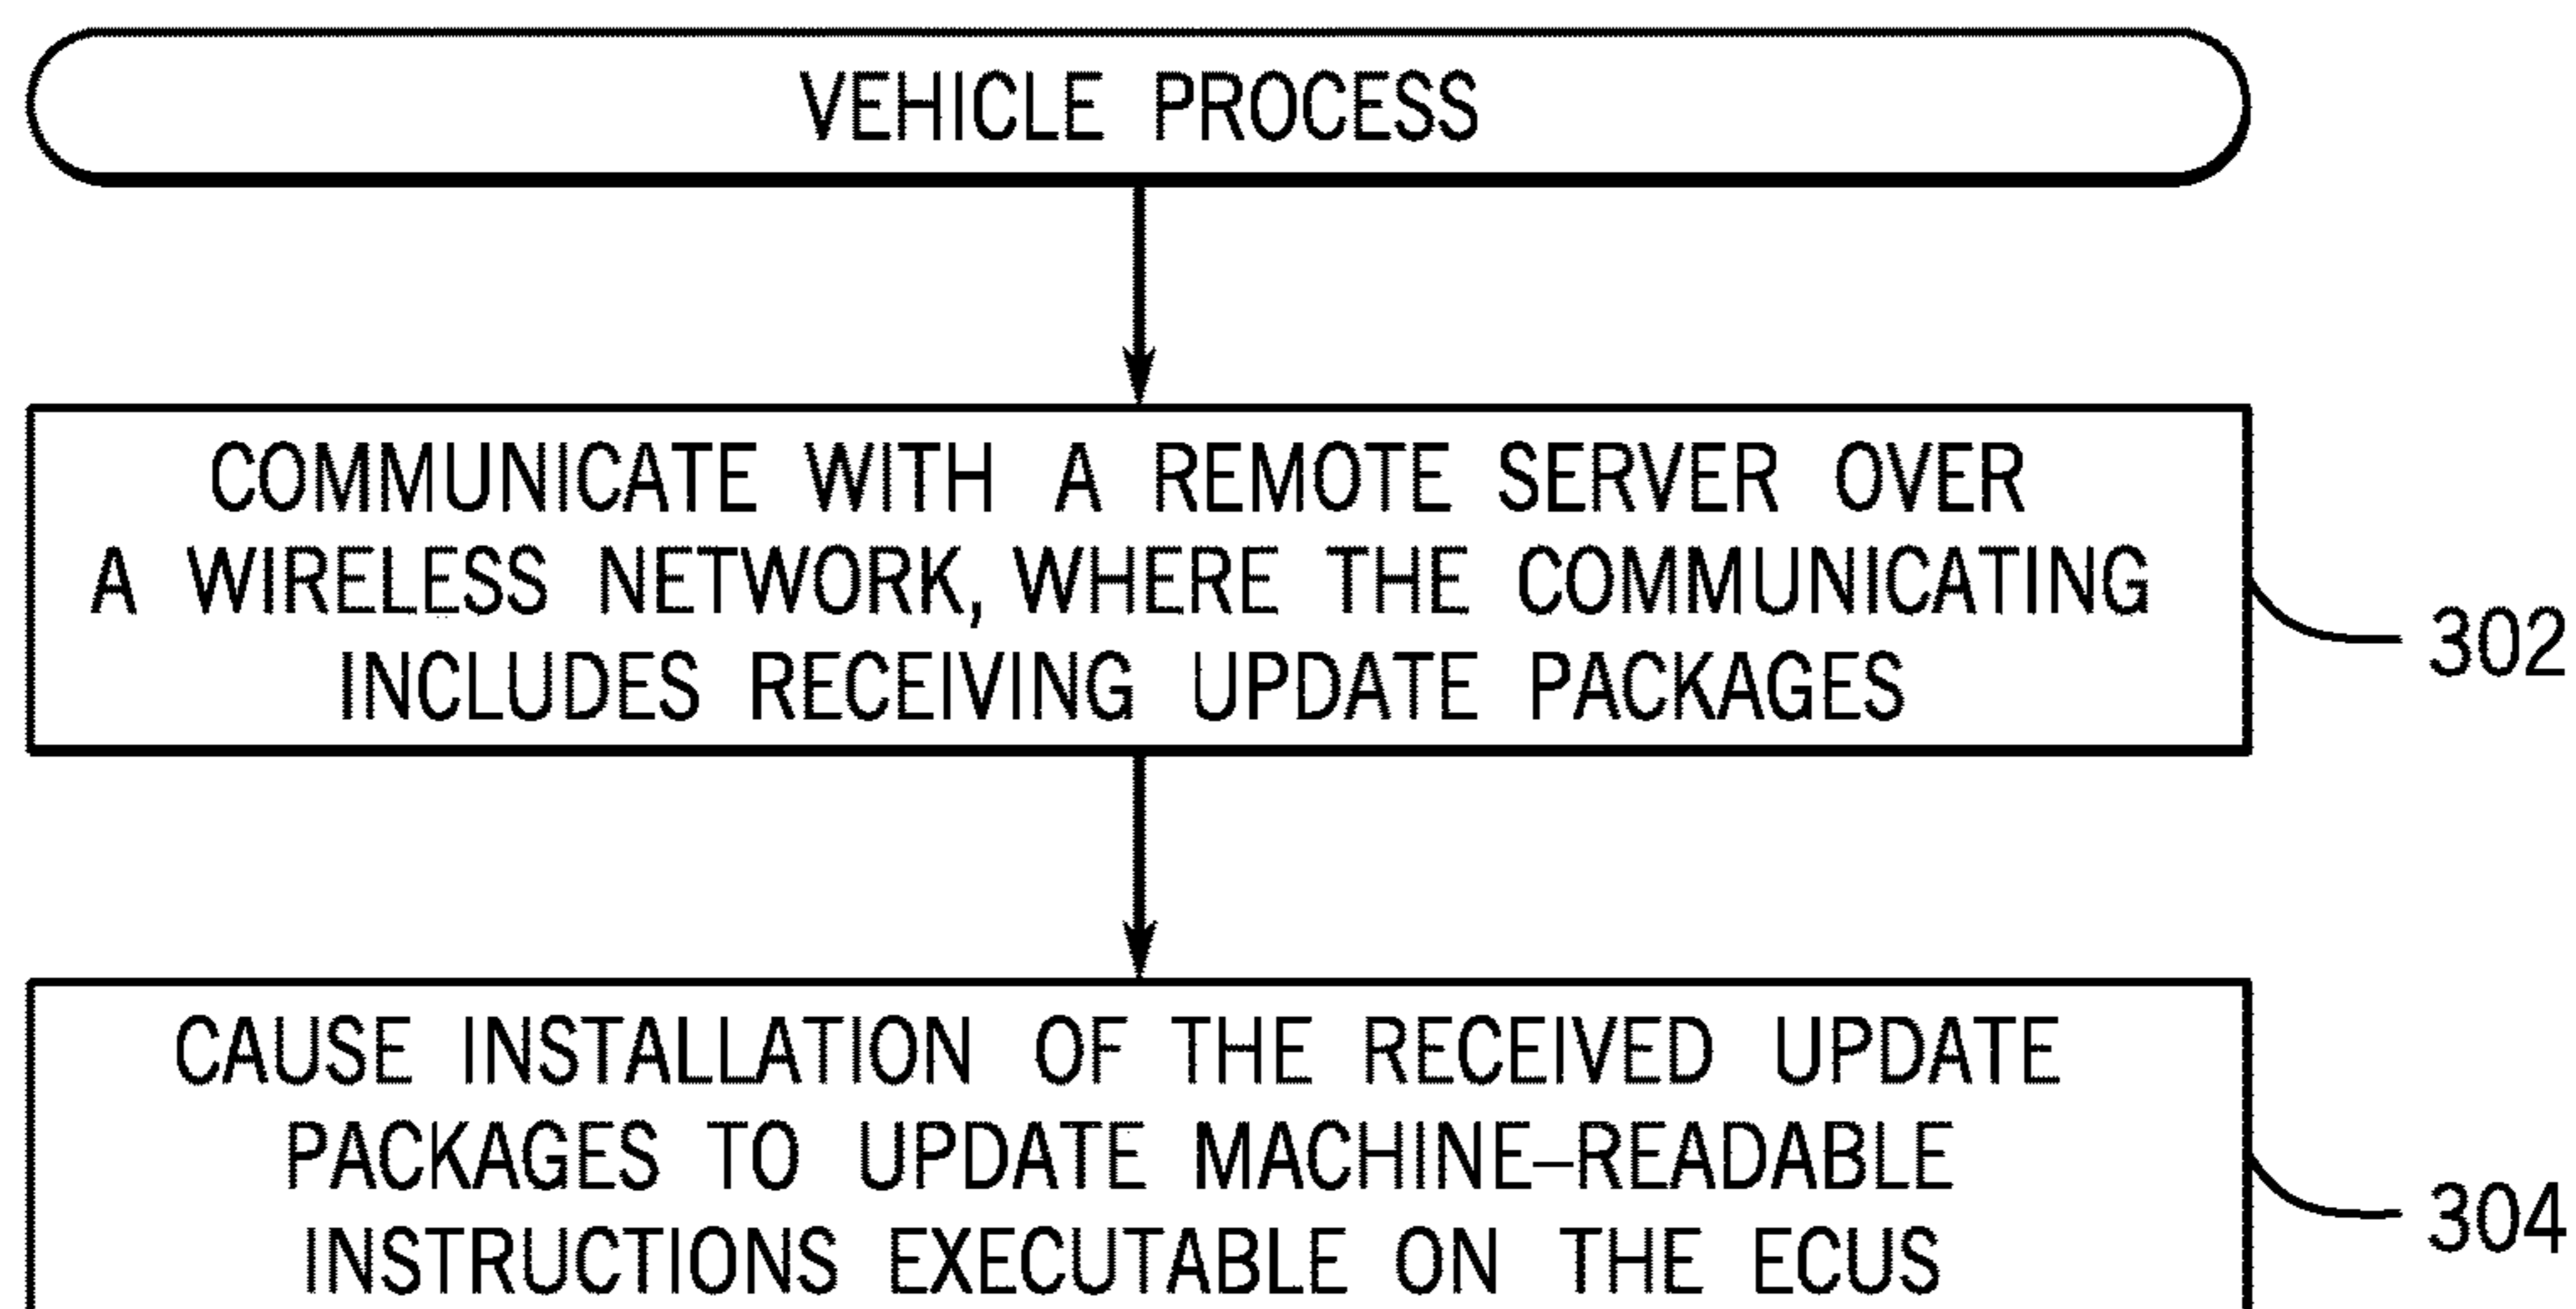 VEHICLE PROCESS
COMMUNICATE WITH A REMOTE SERVER OVER
A WIRELESS NETWORK, WHERE THE COMMUNICATING
INCLUDES RECEIVING UPDATE PACKAGES
302
CAUSE INSTALLATION OF THE RECEIVED UPDATE
PACKAGES TO UPDATE MACHINE–READABLE
INSTRUCTIONS EXECUTABLE ON THE ECUS
304